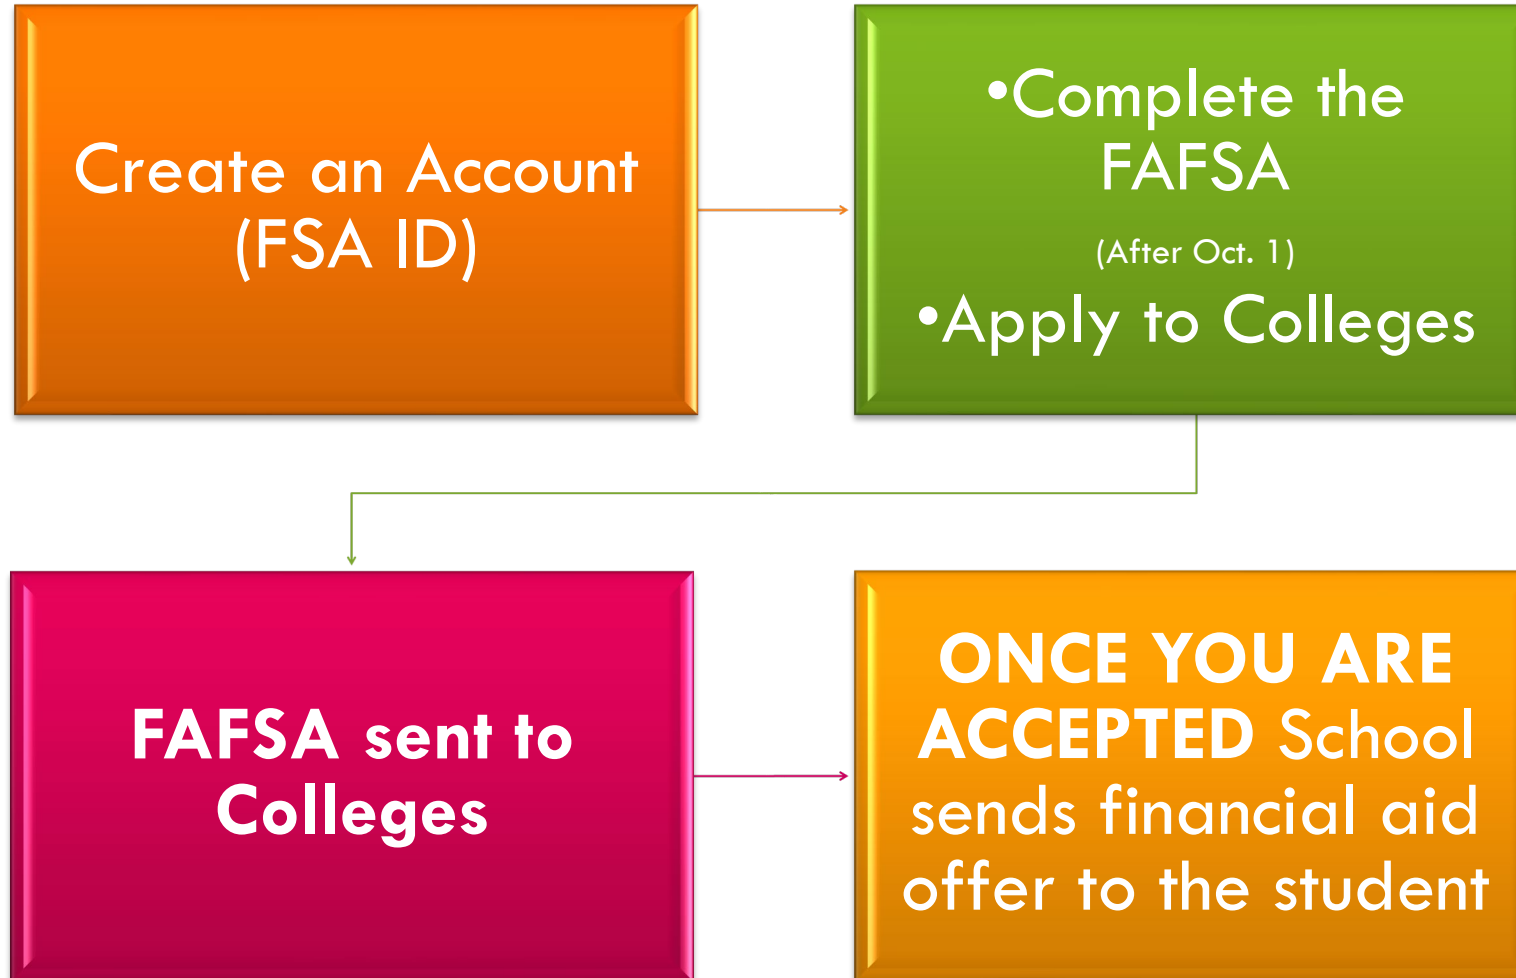 Create an Account
(FSA ID)
•Complete the
FAFSA
(After Oct. 1)
•Apply to Colleges
FAFSA sent to
Colleges
ONCE YOU ARE
ACCEPTED School
sends financial aid
offer to the student